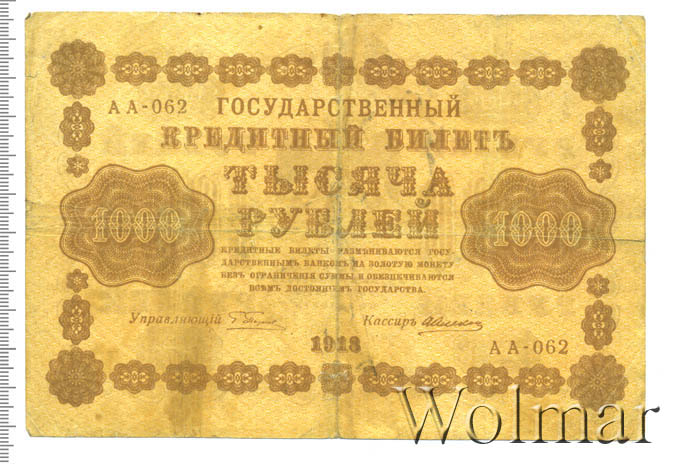 АА-062
ГОСУДАРСТВЕННЫЙ
КРЕДИТНЫЙ БИЛЕТЪ
ТЫСЯЧА
РУБЛЕЙ
1000
1000
КРЕДИТНЫЕ БИЛЕТЫ РАЗМѢНИВАЮТСЯ ГОСУ-
ДАРСТВЕННЫМЪ БАНКОМЪ НА ЗОЛОТУЮ МОНЕТУ
БЕЗЪ ОГРАНИЧЕНІЯ СУММЫ И ОБЕЗПЕЧИВАЮТСЯ
ВСѢМЪ ДОСТОЯНІЕМЪ ГОСУДАРСТВА.
Управляющій
Кассиръ
1918
АА-062
Wolmar